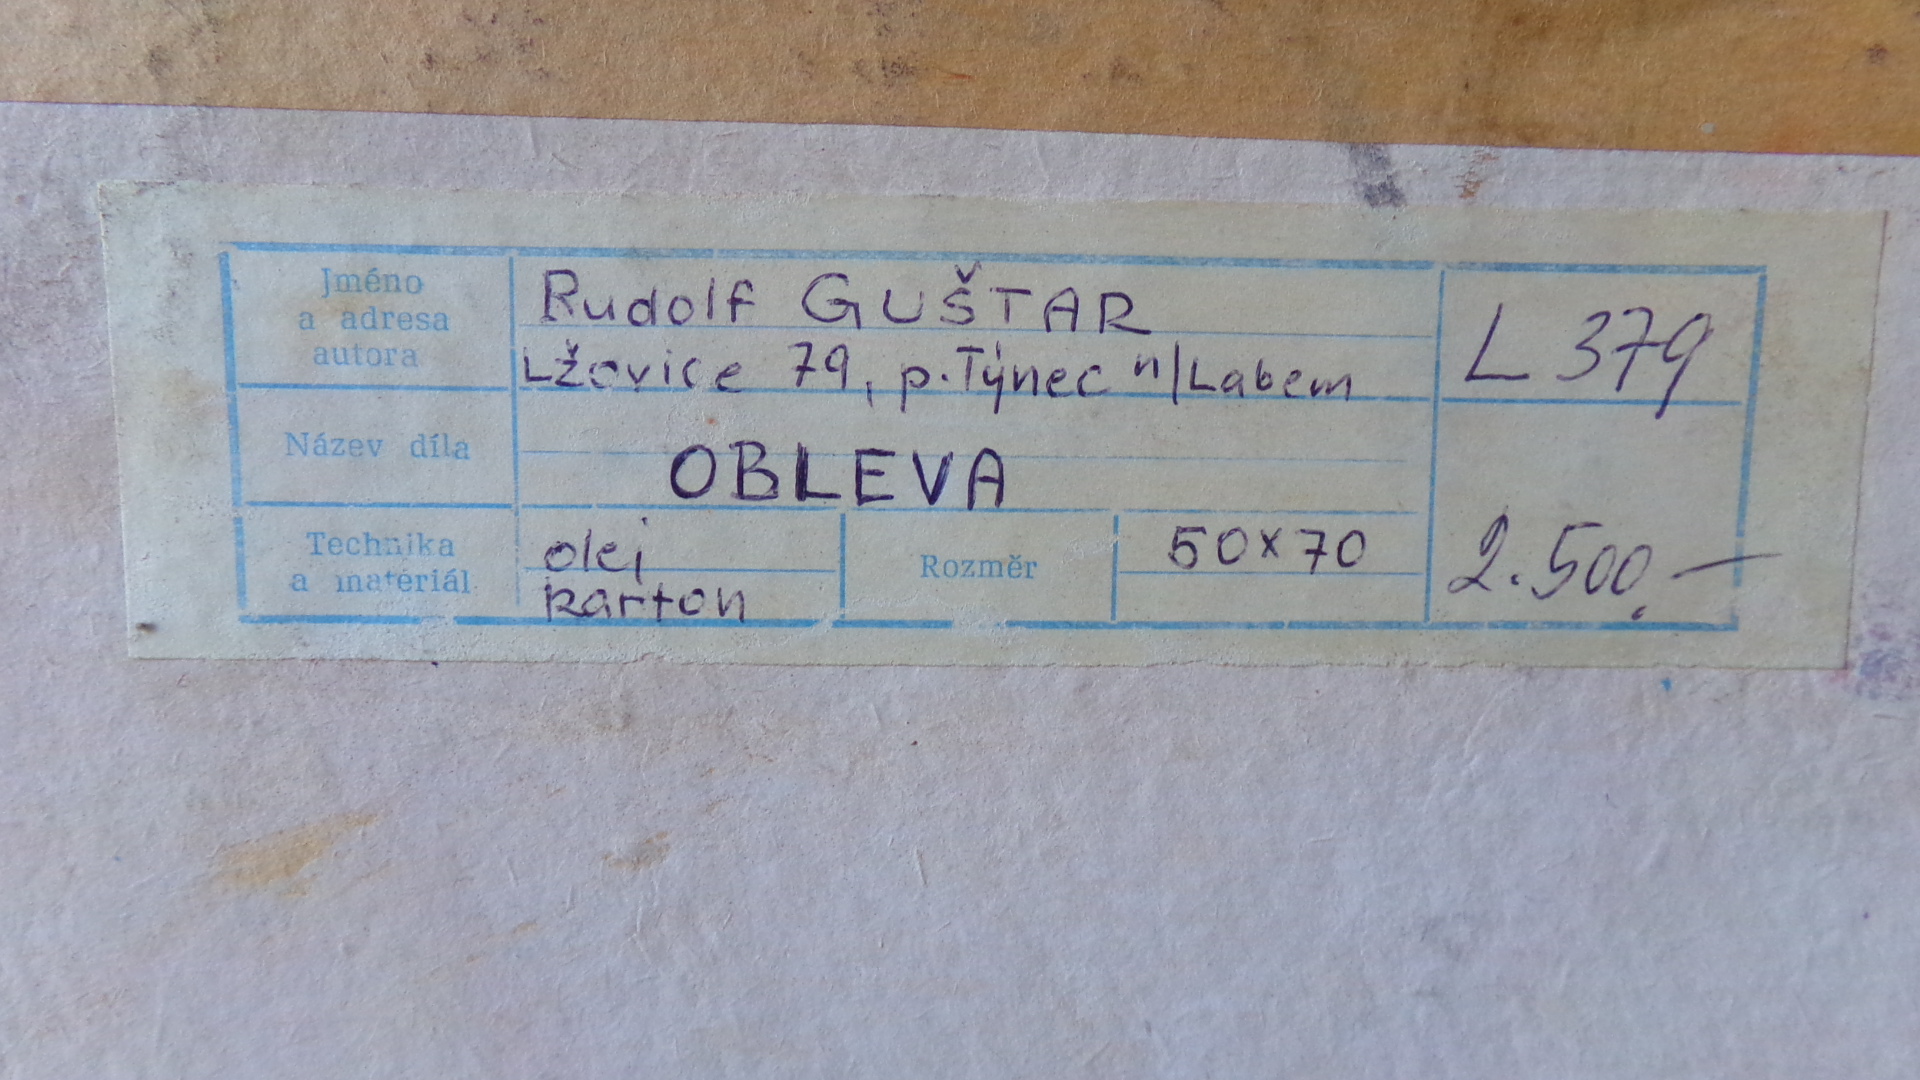 Jméno
a adresa
autora
Rudolf GUŠTAR
Lžovice 79, p. Týnec n/Labem
L 379
Název díla
OBLEVA
Technika
a materiál
olej
karton
Rozměr
50x70
2.500,—